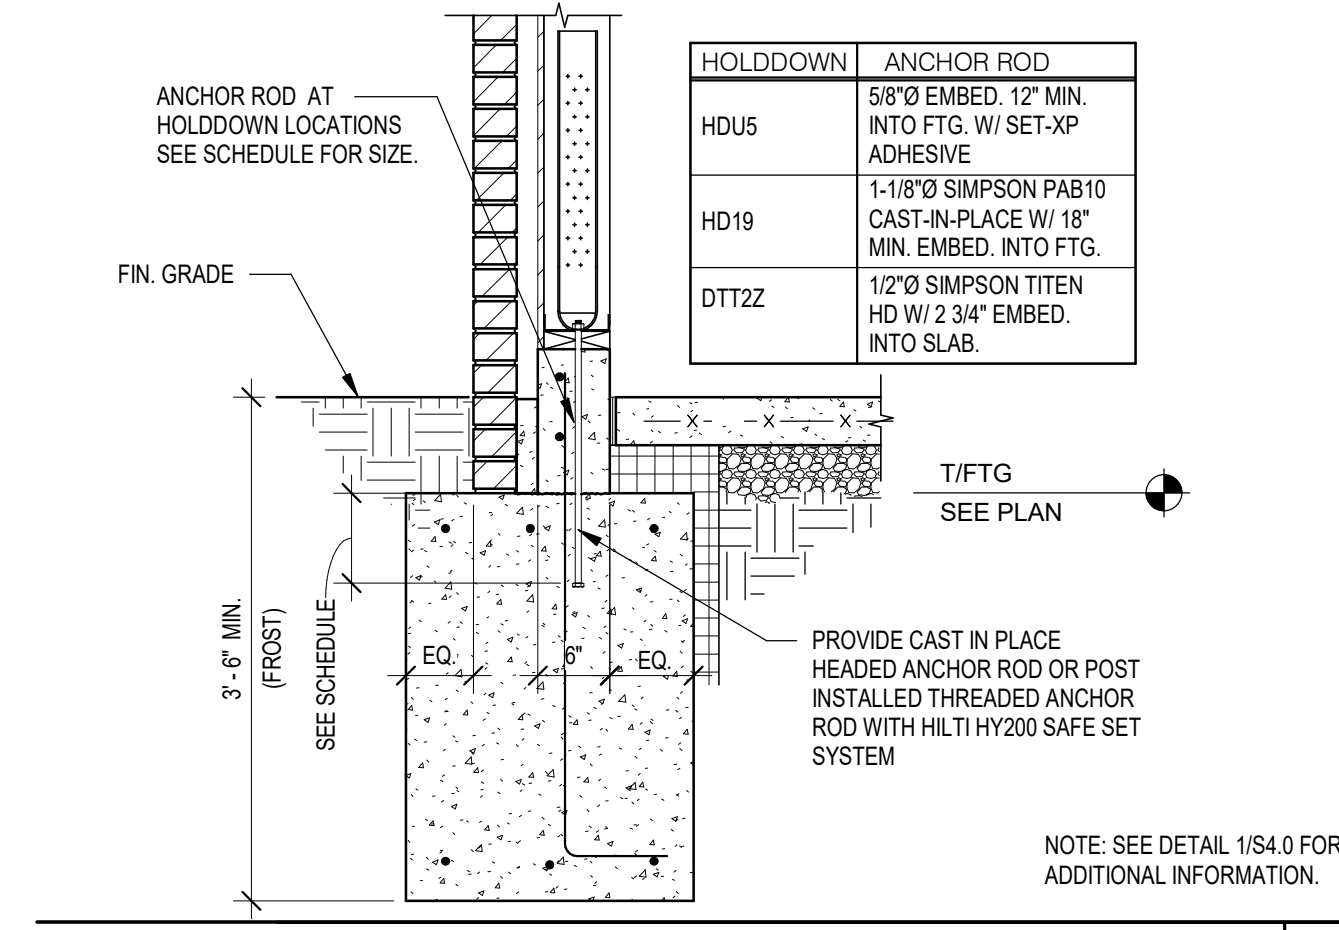 ANCHOR ROD AT
HOLDDOWN LOCATIONS
SEE SCHEDULE FOR SIZE.
FIN. GRADE
HOLDDOWN ANCHOR ROD
HDU5
5/8"Ø EMBED. 12" MIN.
INTO FTG. W/ SET-XP
ADHESIVE
HD19
1-1/8"Ø SIMPSON PAB10
CAST-IN-PLACE W/ 18"
MIN. EMBED. INTO FTG.
DTT2Z
1/2"Ø SIMPSON TITEN
HD W/ 2 3/4" EMBED.
INTO SLAB.
X X X
T/FTG
SEE PLAN
3' - 6" MIN.
(FROST)
SEE SCHEDULE
EQ. 6" EQ.
PROVIDE CAST IN PLACE
HEADED ANCHOR ROD OR POST
INSTALLED THREADED ANCHOR
ROD WITH HILTI HY200 SAFE SET
SYSTEM
NOTE: SEE DETAIL 1/S4.0 FOR
ADDITIONAL INFORMATION.